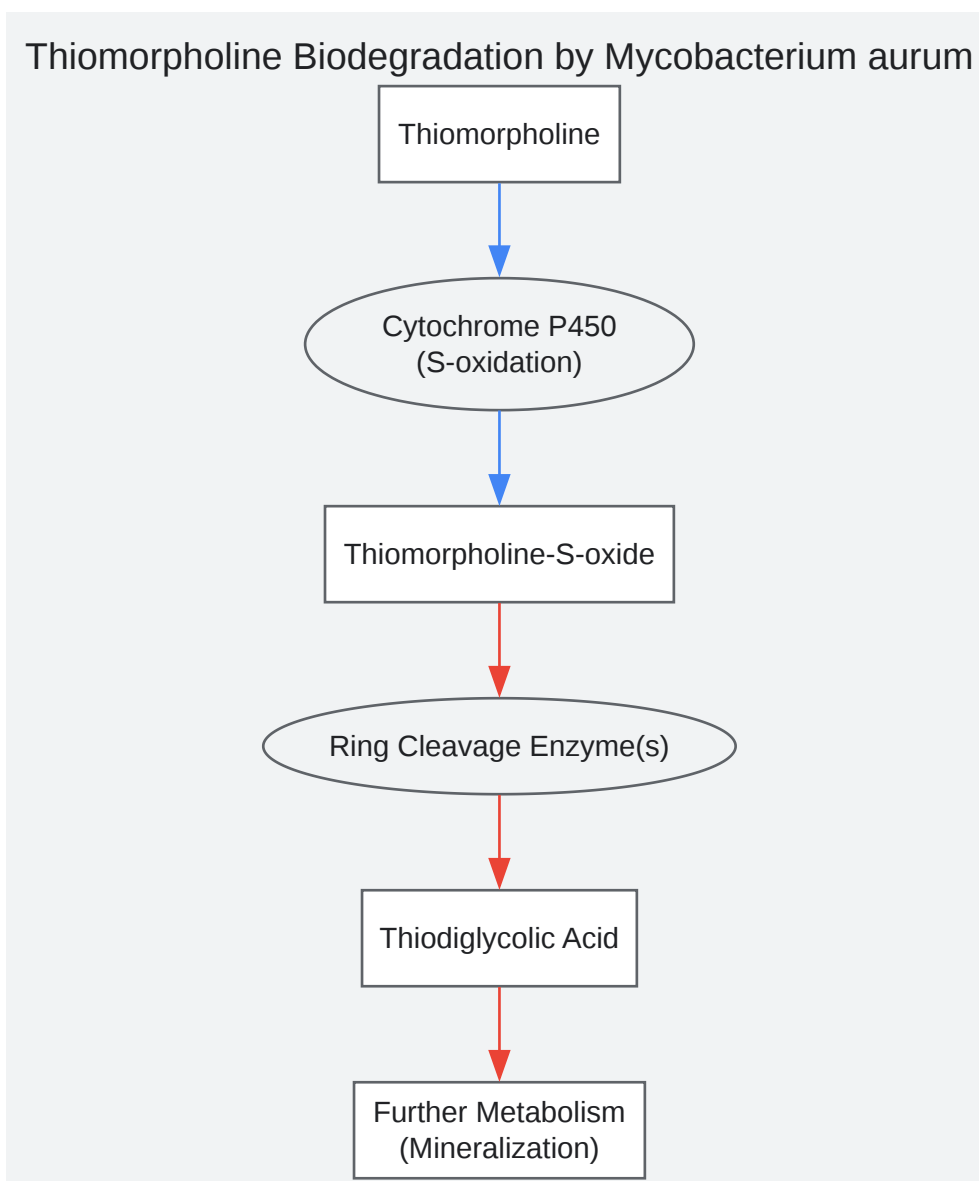 Thiomorpholine Biodegradation by Mycobacterium aurum
Thiomorpholine
Cytochrome P450
(S-oxidation)
Thiomorpholine-S-oxide
Ring Cleavage Enzyme(s)
Thiodiglycolic Acid
Further Metabolism
(Mineralization)